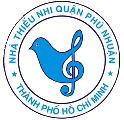 NHÀ THIẾU NHI QUẬN PHÚ NHUẬN
THÀNH PHỐ HỒ CHÍ MINH